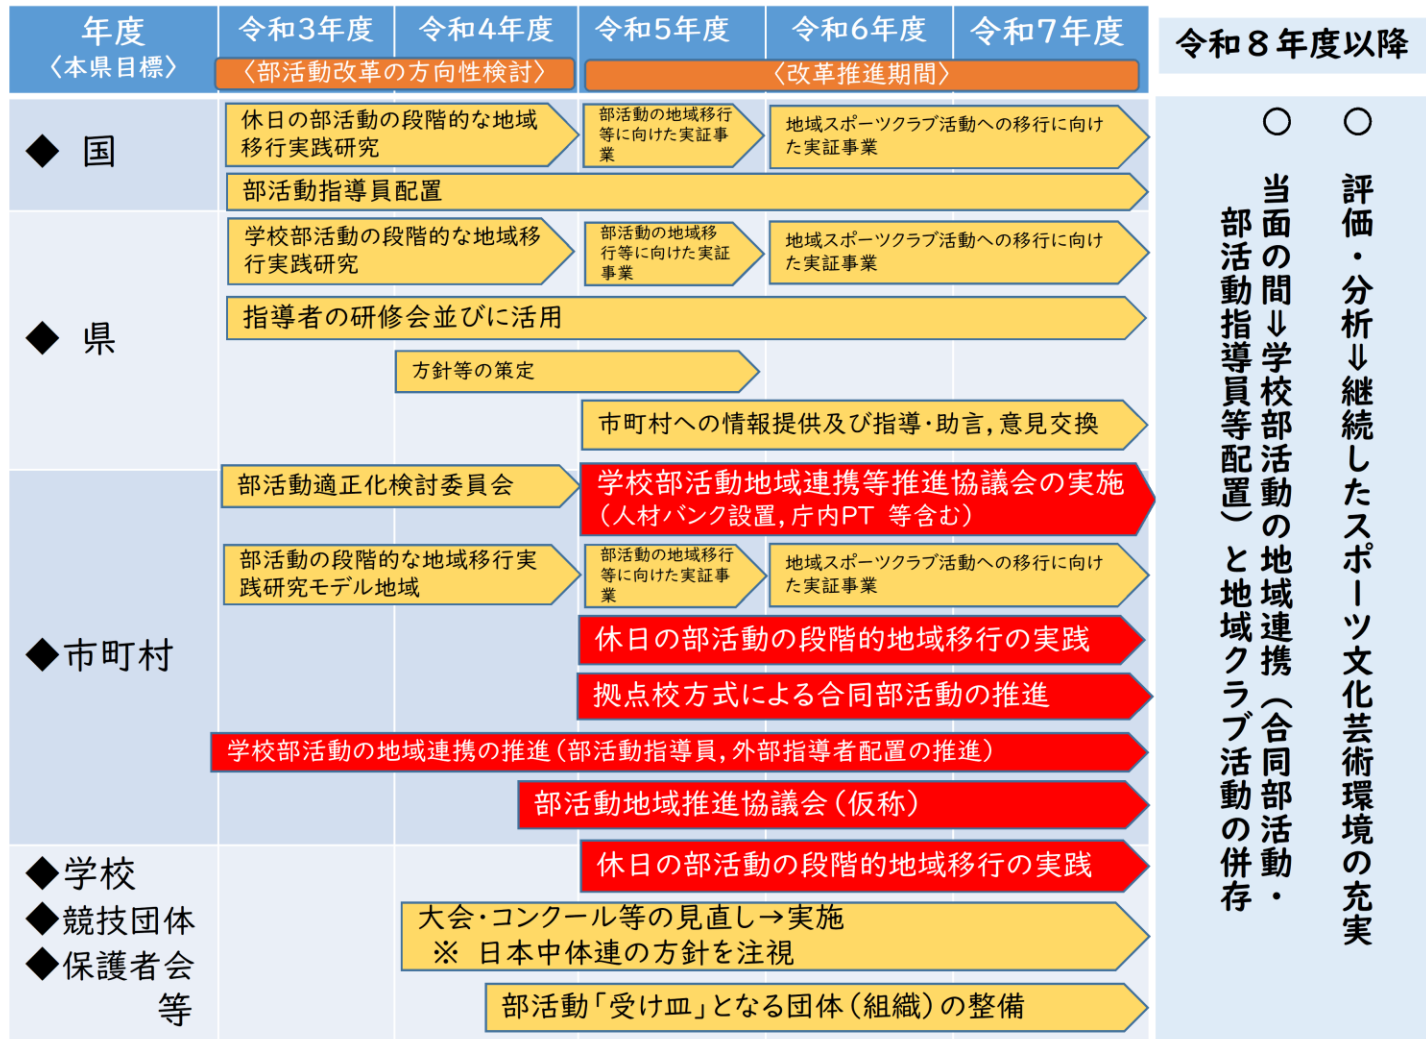 年度
〈本県目標〉
令和3年度
令和4年度
令和5年度
令和6年度
令和7年度
令和８年度以降
〈部活動改革の方向性検討〉
〈改革推進期間〉
◆ 国
休日の部活動の段階的な地域
移行実践研究
部活動の地域移行
等に向けた実証事
業
地域スポーツクラブ活動への移行に向け
た実証事業
部活動指導員配置
◆ 県
学校部活動の段階的な地域移
行実践研究
部活動の地域移
行等に向けた実証
事業
地域スポーツクラブ活動への移行に向け
た実証事業
指導者の研修会並びに活用
方針等の策定
市町村への情報提供及び指導・助言，意見交換
◆市町村
部活動適正化検討委員会
学校部活動地域連携等推進協議会の実施
（人材バンク設置，庁内PT 等含む）
部活動の段階的な地域移行実
践研究モデル地域
部活動の地域移行
等に向けた実証事
業
地域スポーツクラブ活動への移行に向け
た実証事業
休日の部活動の段階的地域移行の実践
拠点校方式による合同部活動の推進
学校部活動の地域連携の推進（部活動指導員，外部指導者配置の推進）
部活動地域推進協議会（仮称）
◆学校
◆競技団体
◆保護者会
等
休日の部活動の段階的地域移行の実践
大会・コンクール等の見直し→実施
※ 日本中体連の方針を注視
部活動「受け皿」となる団体（組織）の整備
○ 評価・分析⇒継続したスポーツ文化芸術環境の充実
○ 当面の間⇒学校部活動の地域連携（合同部活動・
部活動指導員等配置）と地域クラブ活動の併存